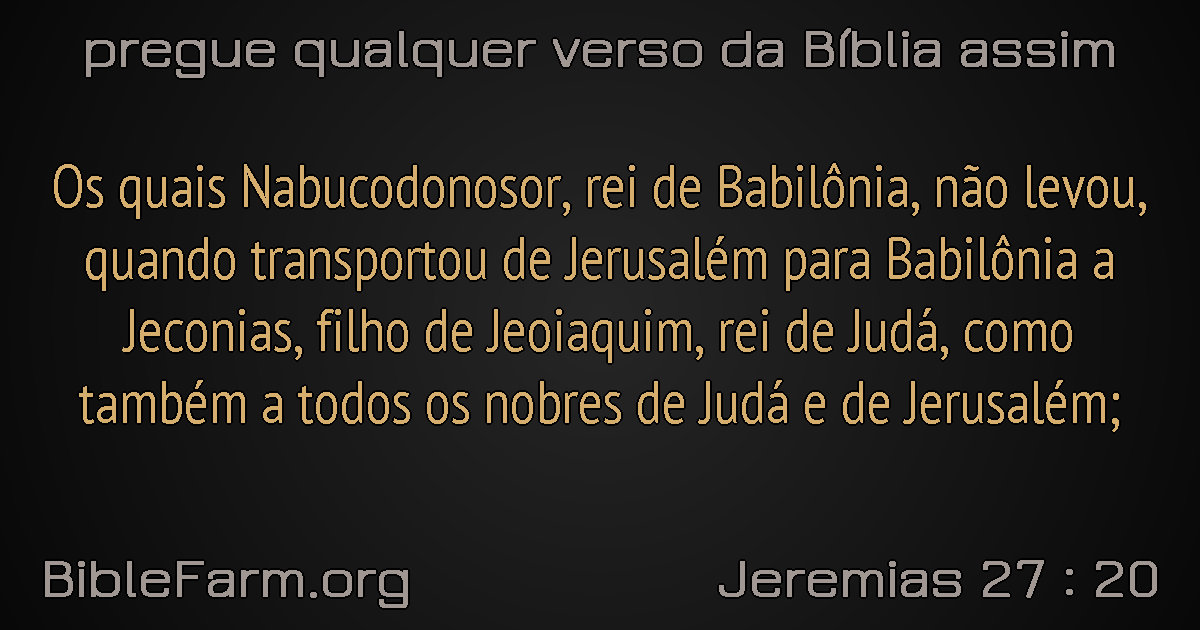 pregue qualquer verso da Bíblia assim
Os quais Nabucodonosor, rei de Babilônia, não levou,
quando transportou de Jerusalém para Babilônia a
Jeconias, filho de Jeoiaquim, rei de Judá, como
também a todos os nobres de Judá e de Jerusalém;
BibleFarm.org
Jeremias 27 : 20